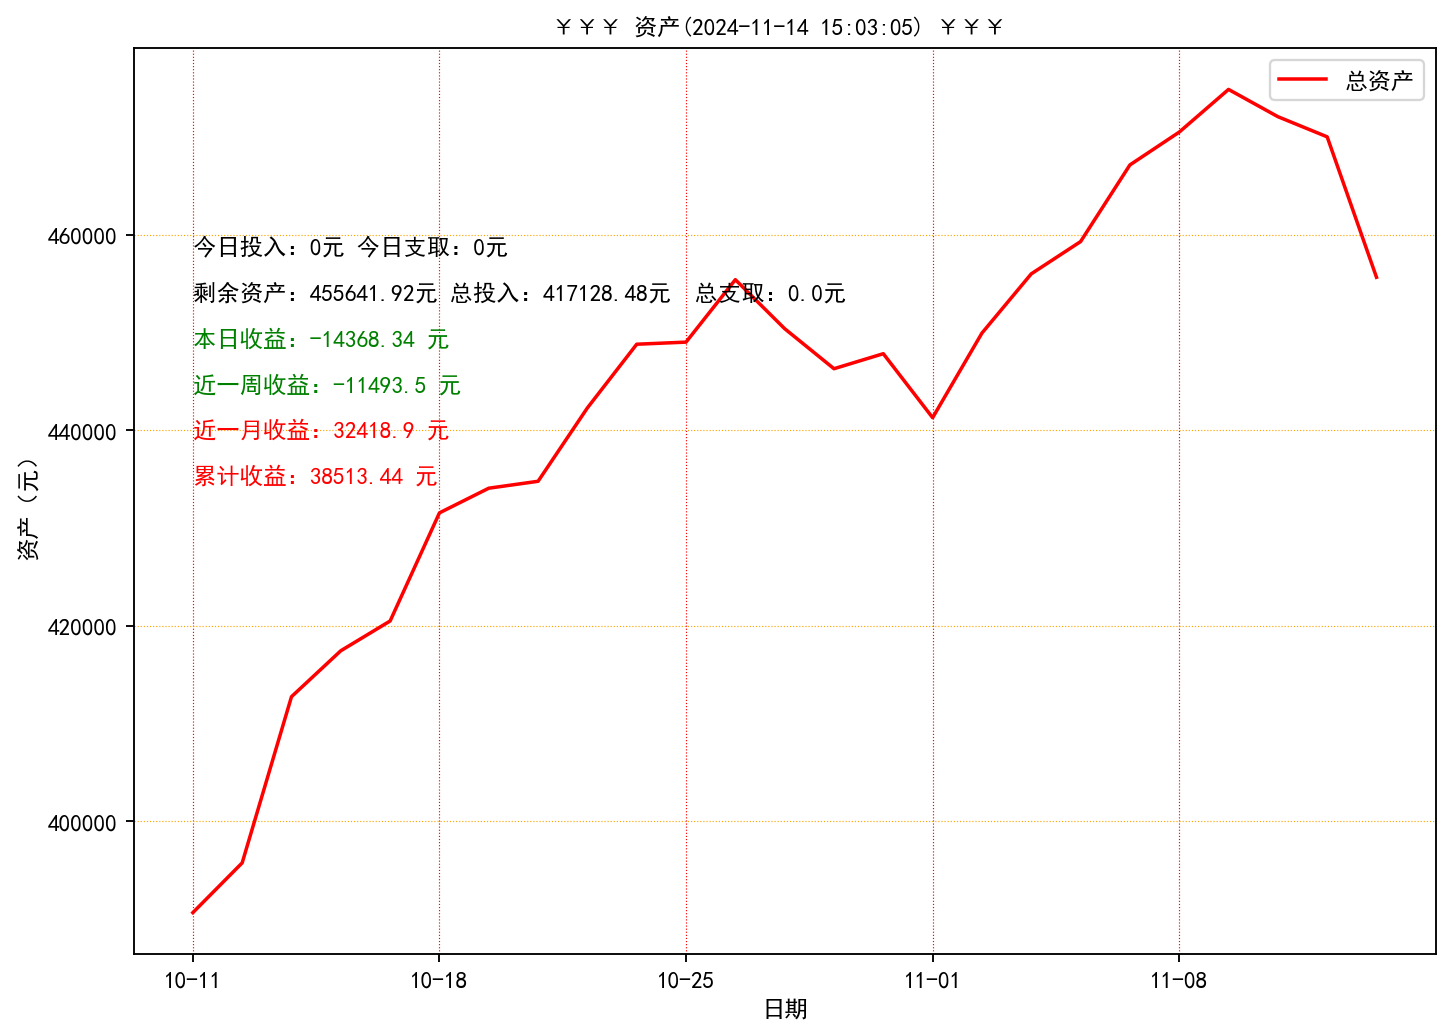 ￥￥￥ 资产(2024-11-14 15:03:05) ￥￥￥
总资产
460000
440000
420000
400000
资产（元）
今日投入：0元 今日支取：0元
剩余资产：455641.92元 总投入：417128.48元  总支取：0.0元
本日收益：-14368.34 元
近一周收益：-11493.5 元
近一月收益：32418.9 元
累计收益：38513.44 元
10-11 10-18 10-25 11-01 11-08
日期